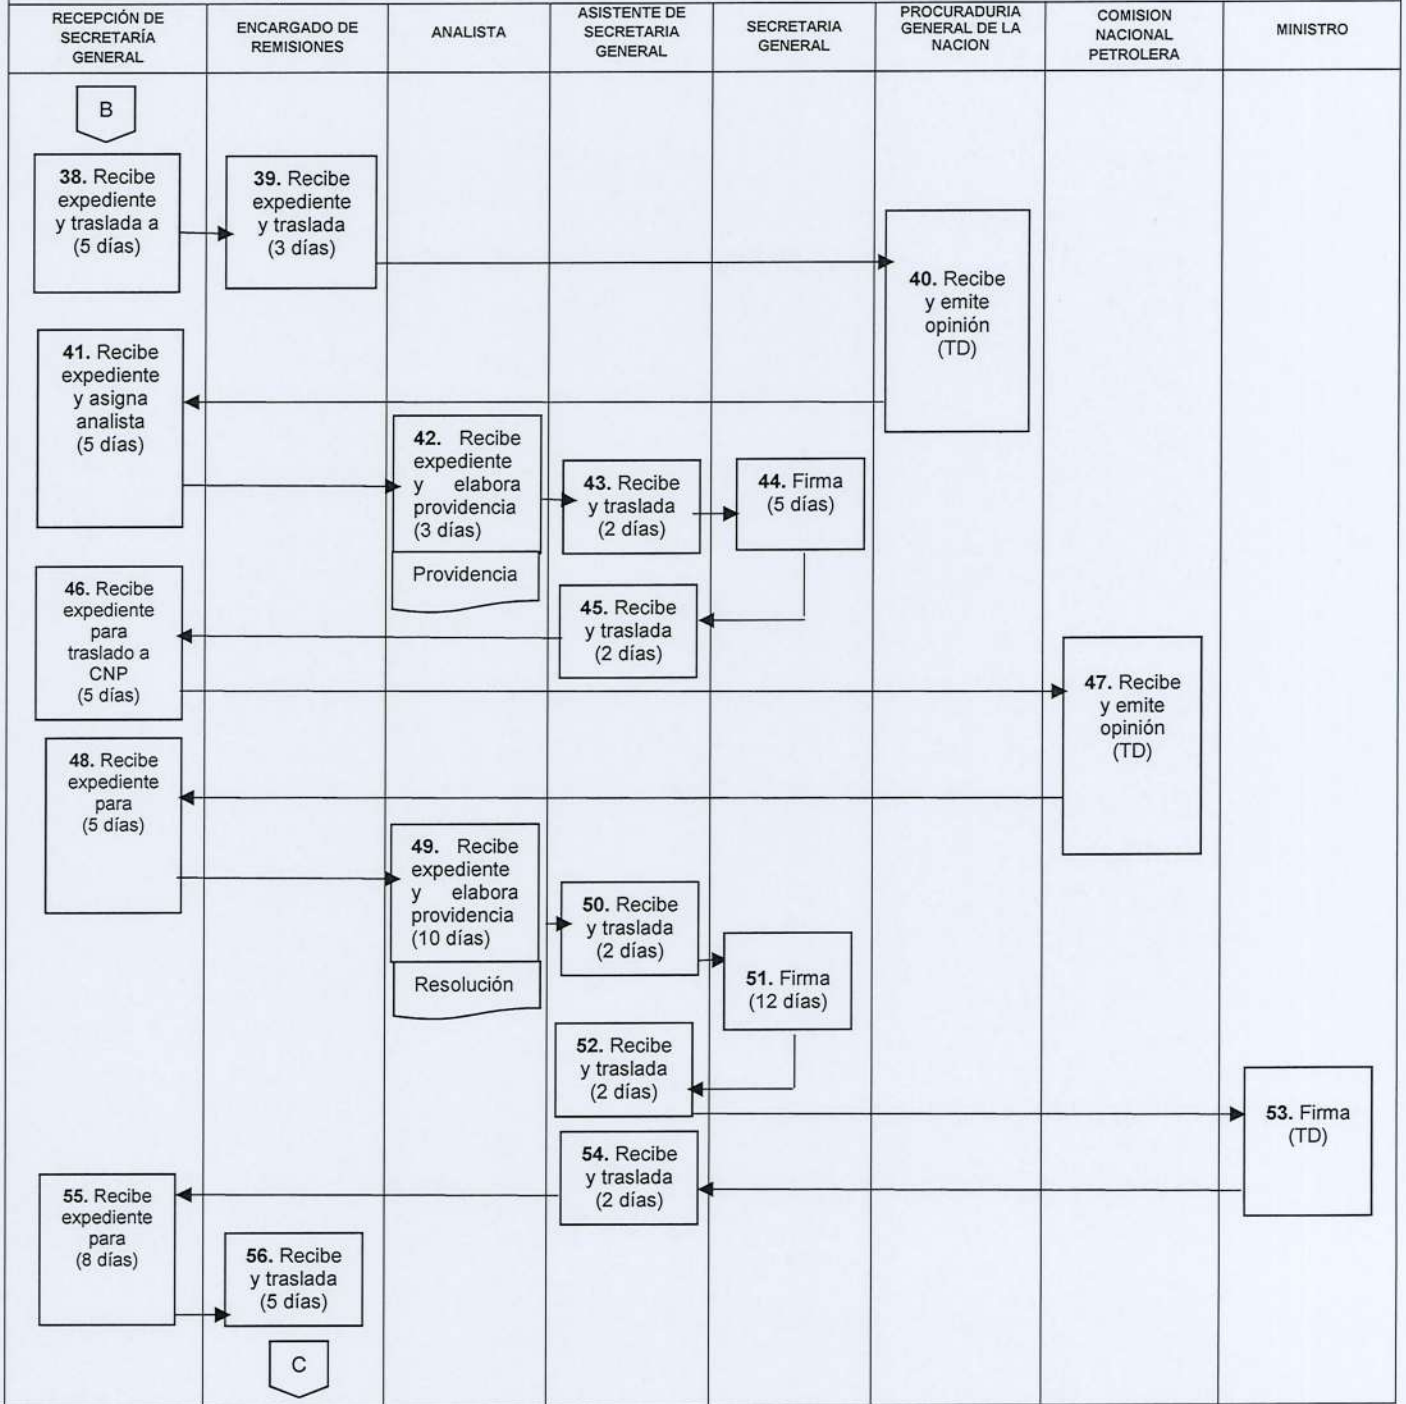 RECEPCIÓN DE
SECRETARÍA
GENERAL
ENCARGADO DE
REMISIONES
ANALISTA
ASISTENTE DE
SECRETARIA
GENERAL
SECRETARIA
GENERAL
PROCURADURIA
GENERAL DE LA
NACION
COMISION
NACIONAL
PETROLERA
MINISTRO
B
38. Recibe
expediente
y traslada a
(5 días)
39. Recibe
expediente
y traslada
(3 días)
40. Recibe
y emite
opinión
(TD)
41. Recibe
expediente
y asigna
analista
(5 días)
42. Recibe
expediente
y elabora
providencia
(3 días)
Providencia
43. Recibe
y traslada
(2 días)
44. Firma
(5 días)
45. Recibe
y traslada
(2 días)
46. Recibe
expediente
para
traslado a
CNP
(5 días)
47. Recibe
y emite
opinión
(TD)
48. Recibe
expediente
para
(5 días)
49. Recibe
expediente
y elabora
providencia
(10 días)
Resolución
50. Recibe
y traslada
(2 días)
51. Firma
(12 días)
52. Recibe
y traslada
(2 días)
53. Firma
(TD)
54. Recibe
y traslada
(2 días)
55. Recibe
expediente
para
(8 días)
56. Recibe
y traslada
(5 días)
C